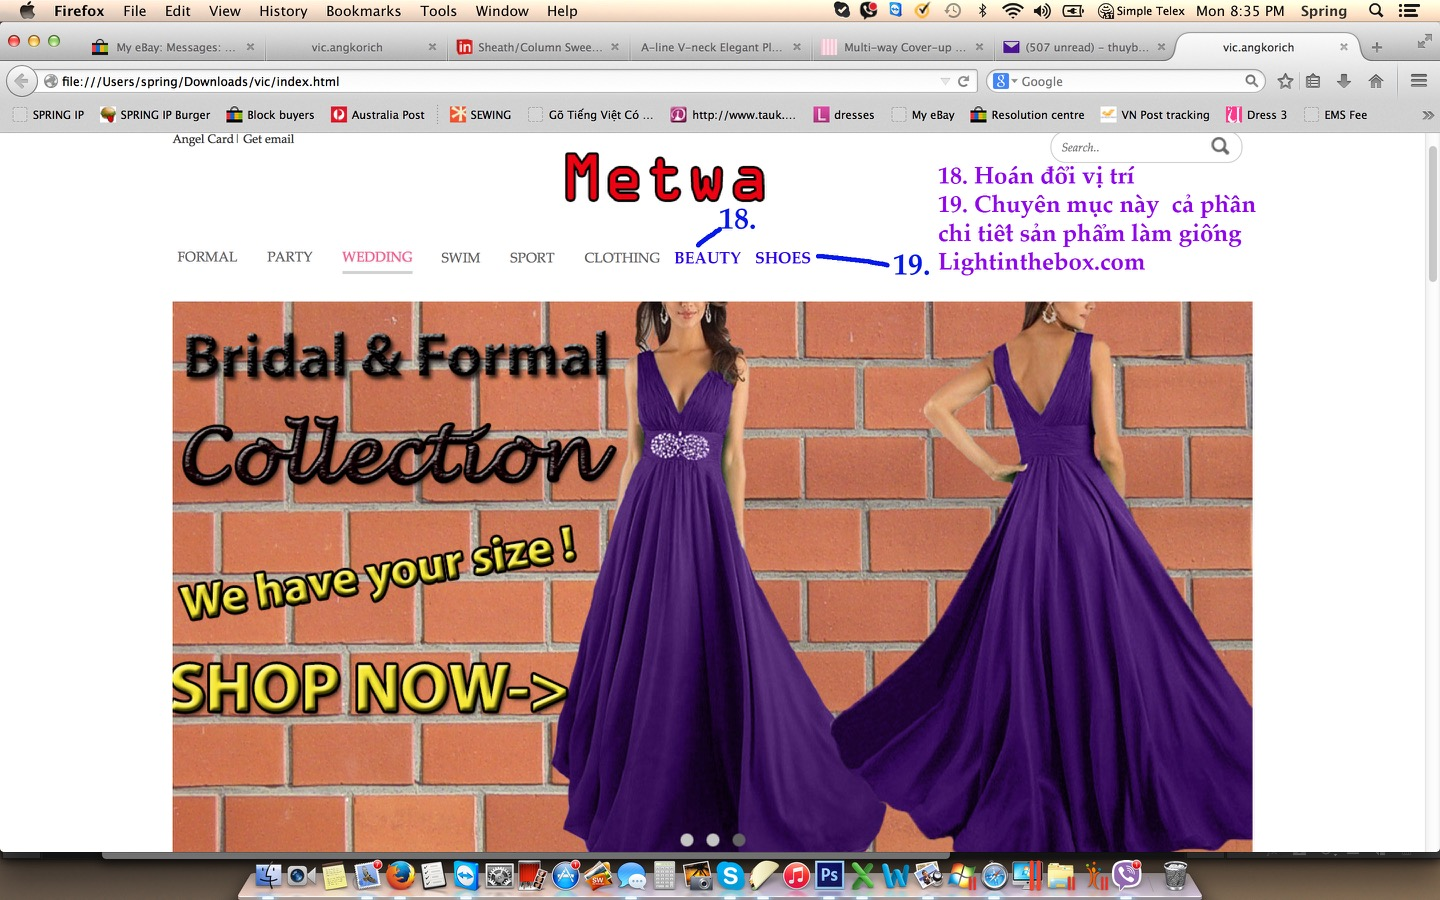 Firefox File Edit View History Bookmarks Tools Window Help Simple Telex Mon 8:35 PM Spring
My eBay: Messages: ... vic.angkorich Sheath/Column Swee... A-line V-neck Elegant Pl... Multi-way Cover-up ... (507 unread) – thuyb... vic.angkorich
file:///Users/spring/Downloads/vic/index.html Google
SPRING IP SPRING IP Burger Block buyers Australia Post SEWING Gõ Tiếng Việt Có ... http://www.tauk.... dresses My eBay Resolution centre VN Post tracking Dress 3 EMS Fee
Angel Card | Get email
Search..
Metwa
18. Hoán đổi vị trí
19. Chuyên mục này cả phần
chi tiết sản phẩm làm giống
Lightinthebox.com
18.
FORMAL PARTY WEDDING SWIM SPORT CLOTHING BEAUTY SHOES
19.
Bridal & Formal
Collection
We have your size !
SHOP NOW->